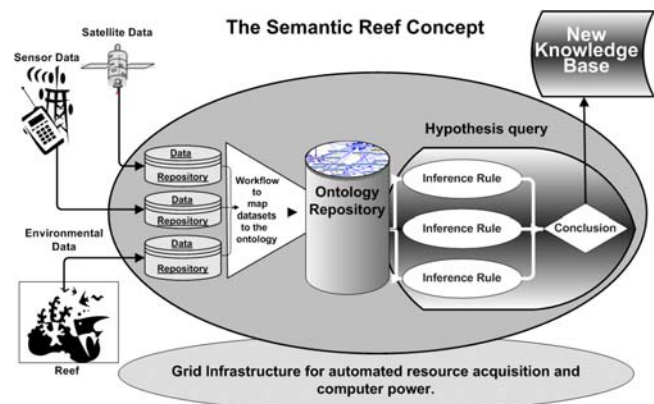 The Semantic Reef Concept
Satellite Data
Sensor Data
New
Knowledge
Base
Hypothesis query
Data
Repository
Data
Repository
Data
Repository
Workflow
to
map
datasets
to the
ontology
Ontology
Repository
Inference Rule
Inference Rule
Inference Rule
Conclusion
Environmental
Data
Reef
Grid Infrastructure for automated resource acquisition and
computer power.